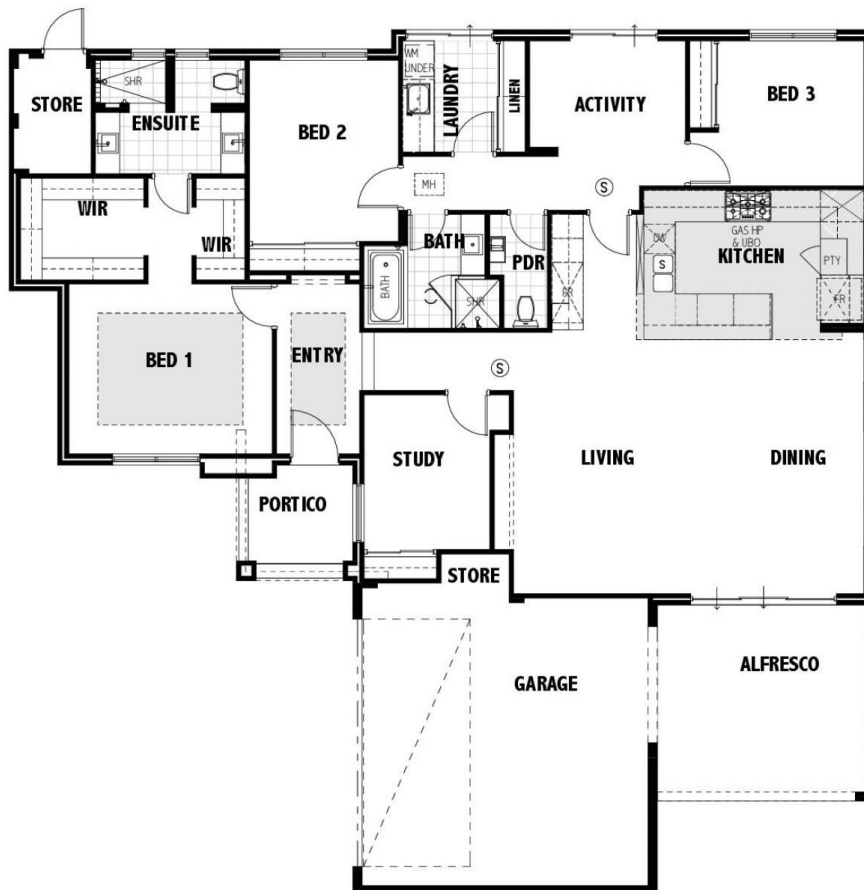 STORE
SHR
ENSUITE
BED 2
WM
UNDER
LAUNDRY
LINEN
ACTIVITY
BED 3
WIR
WIR
MH
S
BATH
PDR
GAS HP
& UBO
KITCHEN
DW
S
PTY
FR
BATH
SHR
BED 1
ENTRY
S
STUDY
LIVING
DINING
PORTICO
STORE
GARAGE
ALFRESCO